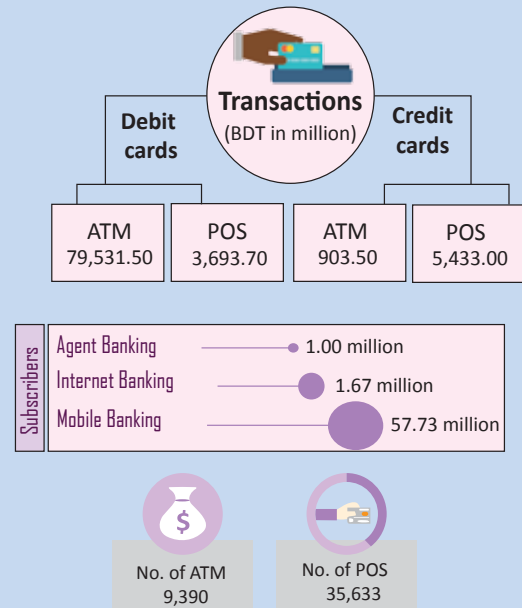 Transactions
(BDT in million)
Debit
cards
Credit
cards
ATM
79,531.50
POS
3,693.70
ATM
903.50
POS
5,433.00
Subscribers
Agent Banking 1.00 million
Internet Banking 1.67 million
Mobile Banking 57.73 million
$
No. of ATM
9,390
No. of POS
35,633